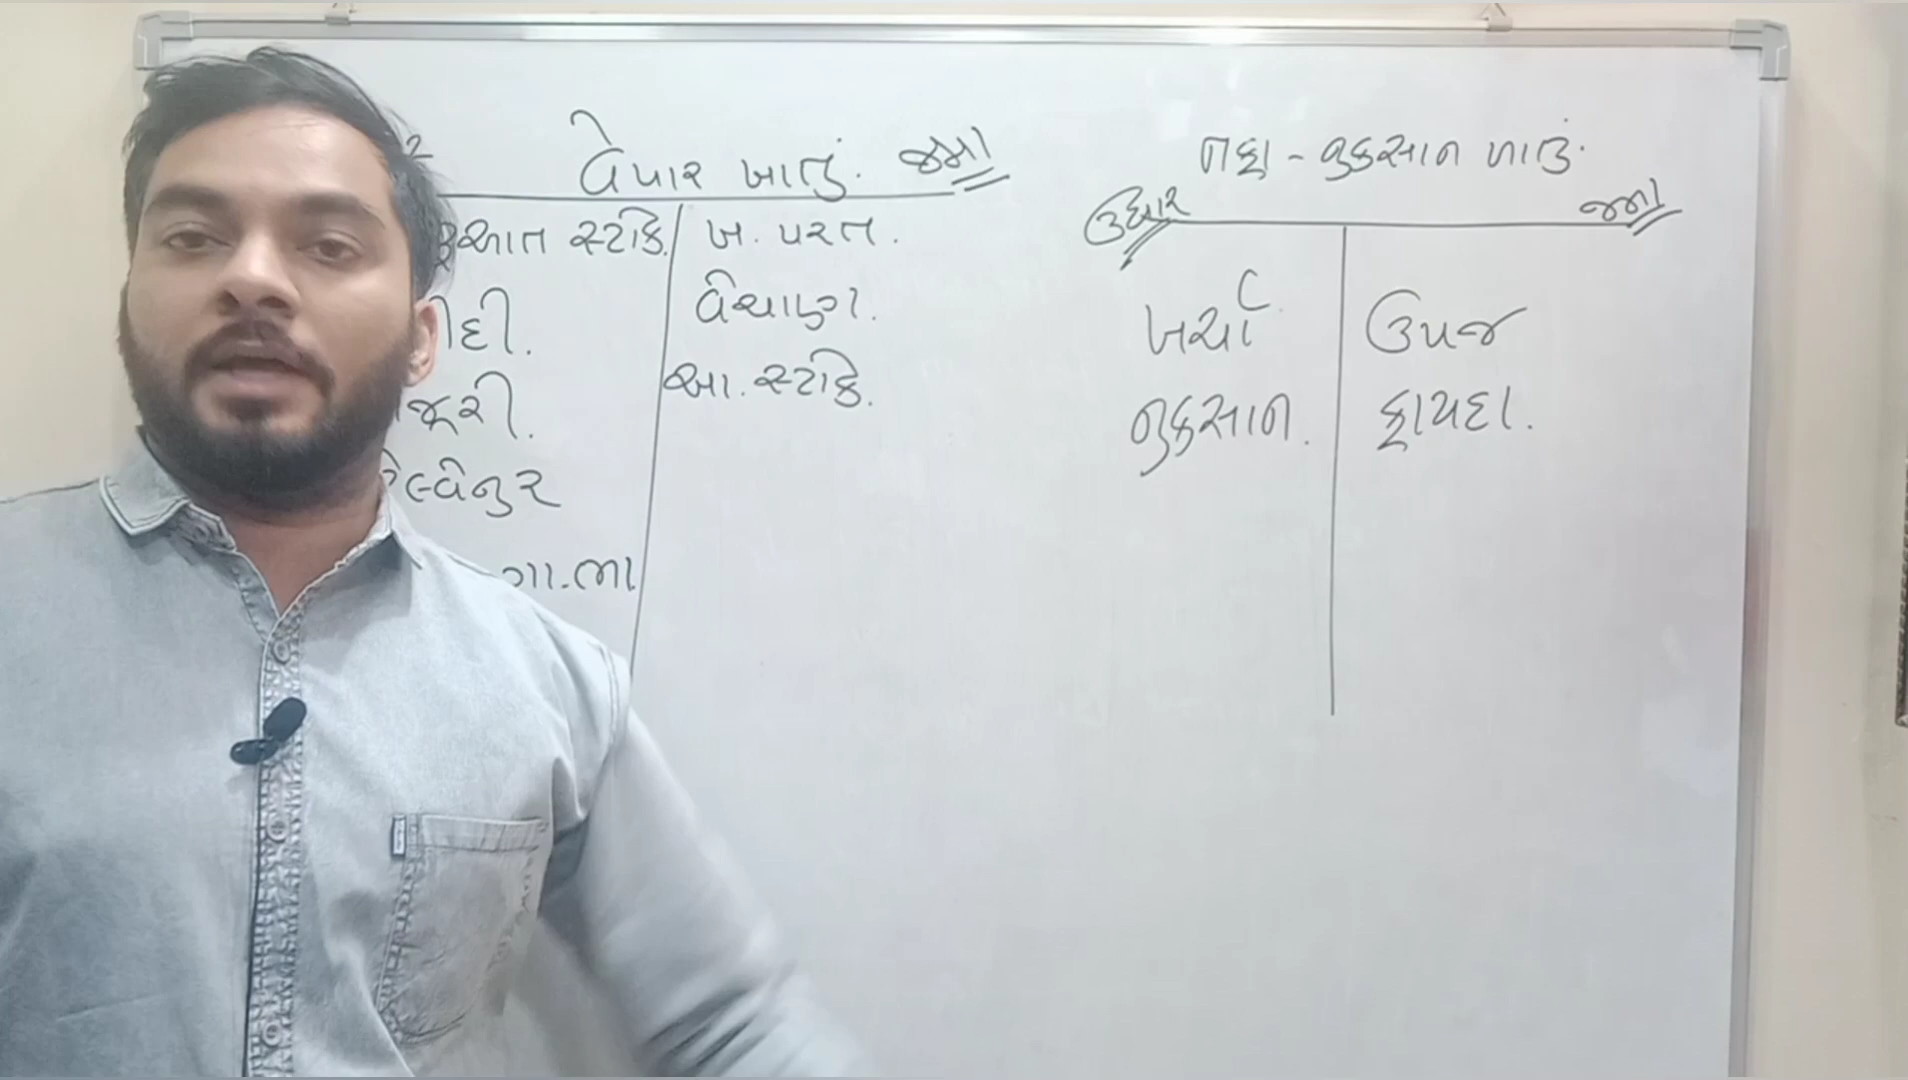 વેપાર ખાતું. જમા
સ્ટોક ખ. પરત.
વેચાણ.
આ. સ્ટોક.
ગા.ભા
નફા - નુકસાન ખાતું.
ઉધાર જમા
ખર્ચા ઉપજ
નુકસાન. ફાયદા.